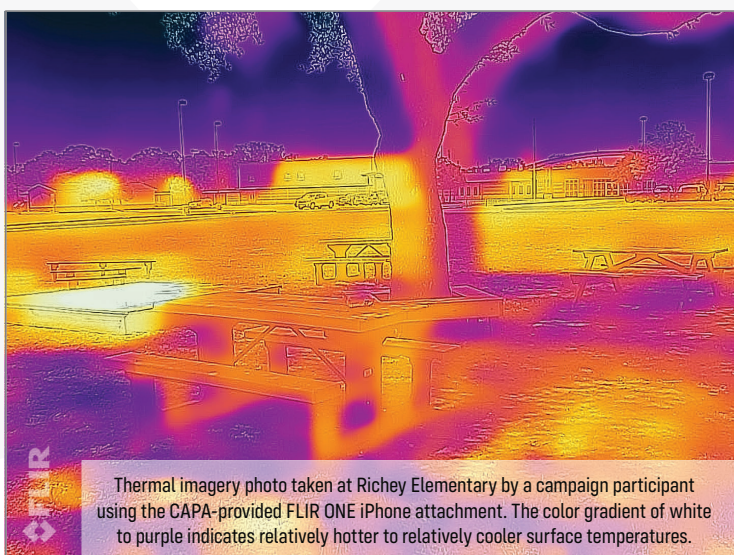 FLIR
Thermal imagery photo taken at Richey Elementary by a campaign participant
using the CAPA-provided FLIR ONE iPhone attachment. The color gradient of white
to purple indicates relatively hotter to relatively cooler surface temperatures.